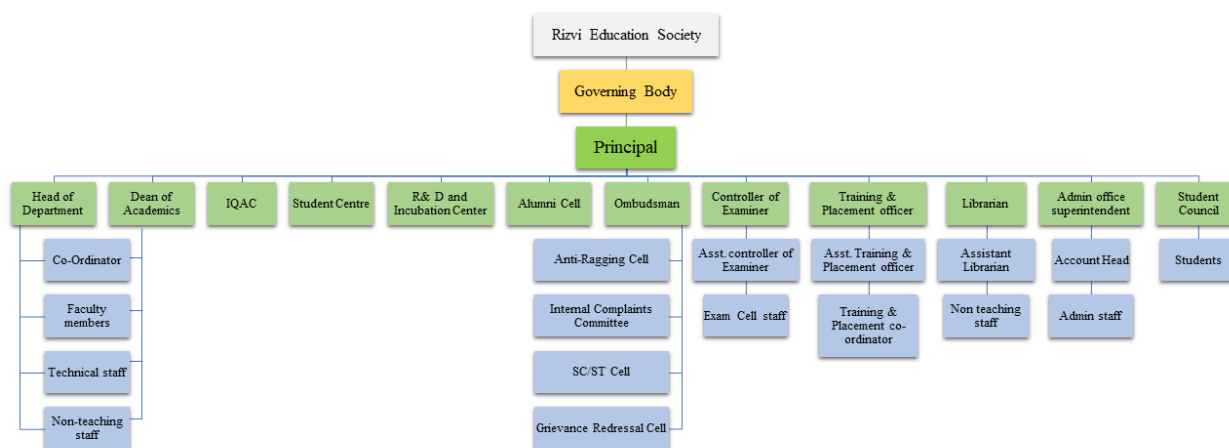 Rizvi Education Society
Governing Body
Principal
Head of
Department
Dean of
Academics
IQAC
Student Centre
R& D and
Incubation Center
Alumni Cell
Ombudsman
Controller of
Examiner
Training &
Placement officer
Librarian
Admin office
superintendent
Student
Council
Co-Ordinator
Faculty
members
Technical staff
Non-teaching
staff
Anti-Ragging Cell
Internal Complaints
Committee
SC/ST Cell
Grievance Redressal Cell
Asst. controller of
Examiner
Exam Cell staff
Asst. Training &
Placement officer
Training &
Placement co-
ordinator
Assistant
Librarian
Non teaching
staff
Account Head
Admin staff
Students